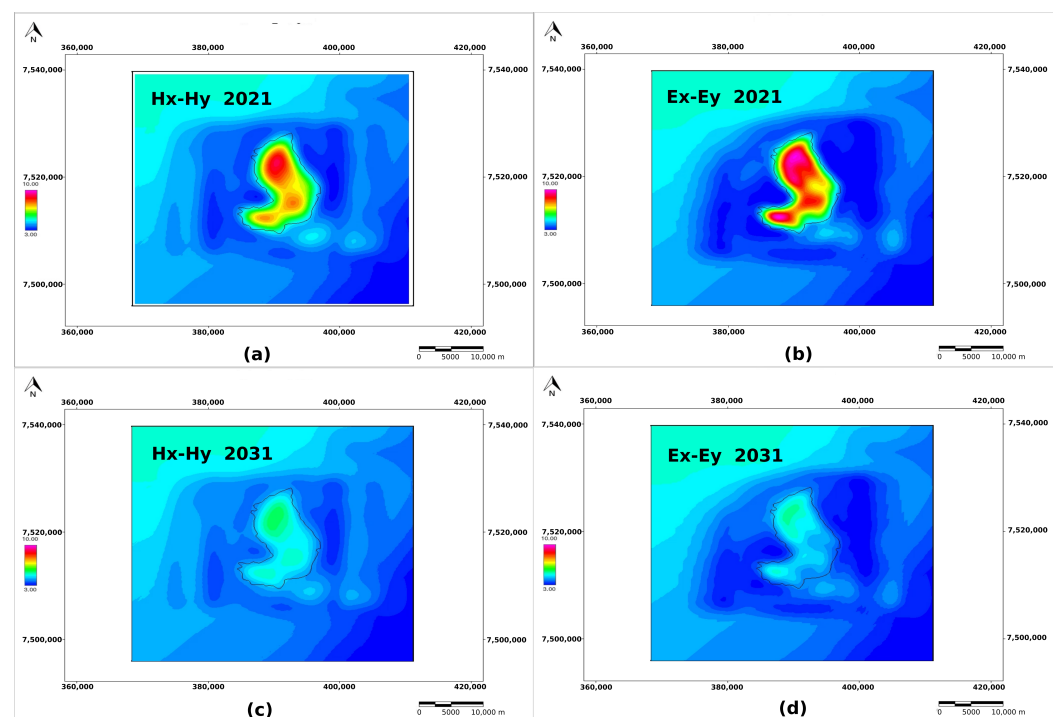 N
360,000 380,000 400,000 420,000
7,540,000 7,540,000
Hx-Hy 2021
7,520,000 7,520,000
10.00
3.00
7,500,000 7,500,000
360,000 380,000 400,000 420,000
(a)
0 5000 10,000 m
N
360,000 380,000 400,000 420,000
7,540,000 7,540,000
Ex-Ey 2021
7,520,000 7,520,000
10.00
3.00
7,500,000 7,500,000
360,000 380,000 400,000 420,000
(b)
0 5000 10,000 m
N
360,000 380,000 400,000 420,000
7,540,000 7,540,000
Hx-Hy 2031
7,520,000 7,520,000
10.00
3.00
7,500,000 7,500,000
360,000 380,000 400,000 420,000
(c)
0 5000 10,000 m
N
360,000 380,000 400,000 420,000
7,540,000 7,540,000
Ex-Ey 2031
7,520,000 7,520,000
10.00
3.00
7,500,000 7,500,000
360,000 380,000 400,000 420,000
(d)
0 5000 10,000 m